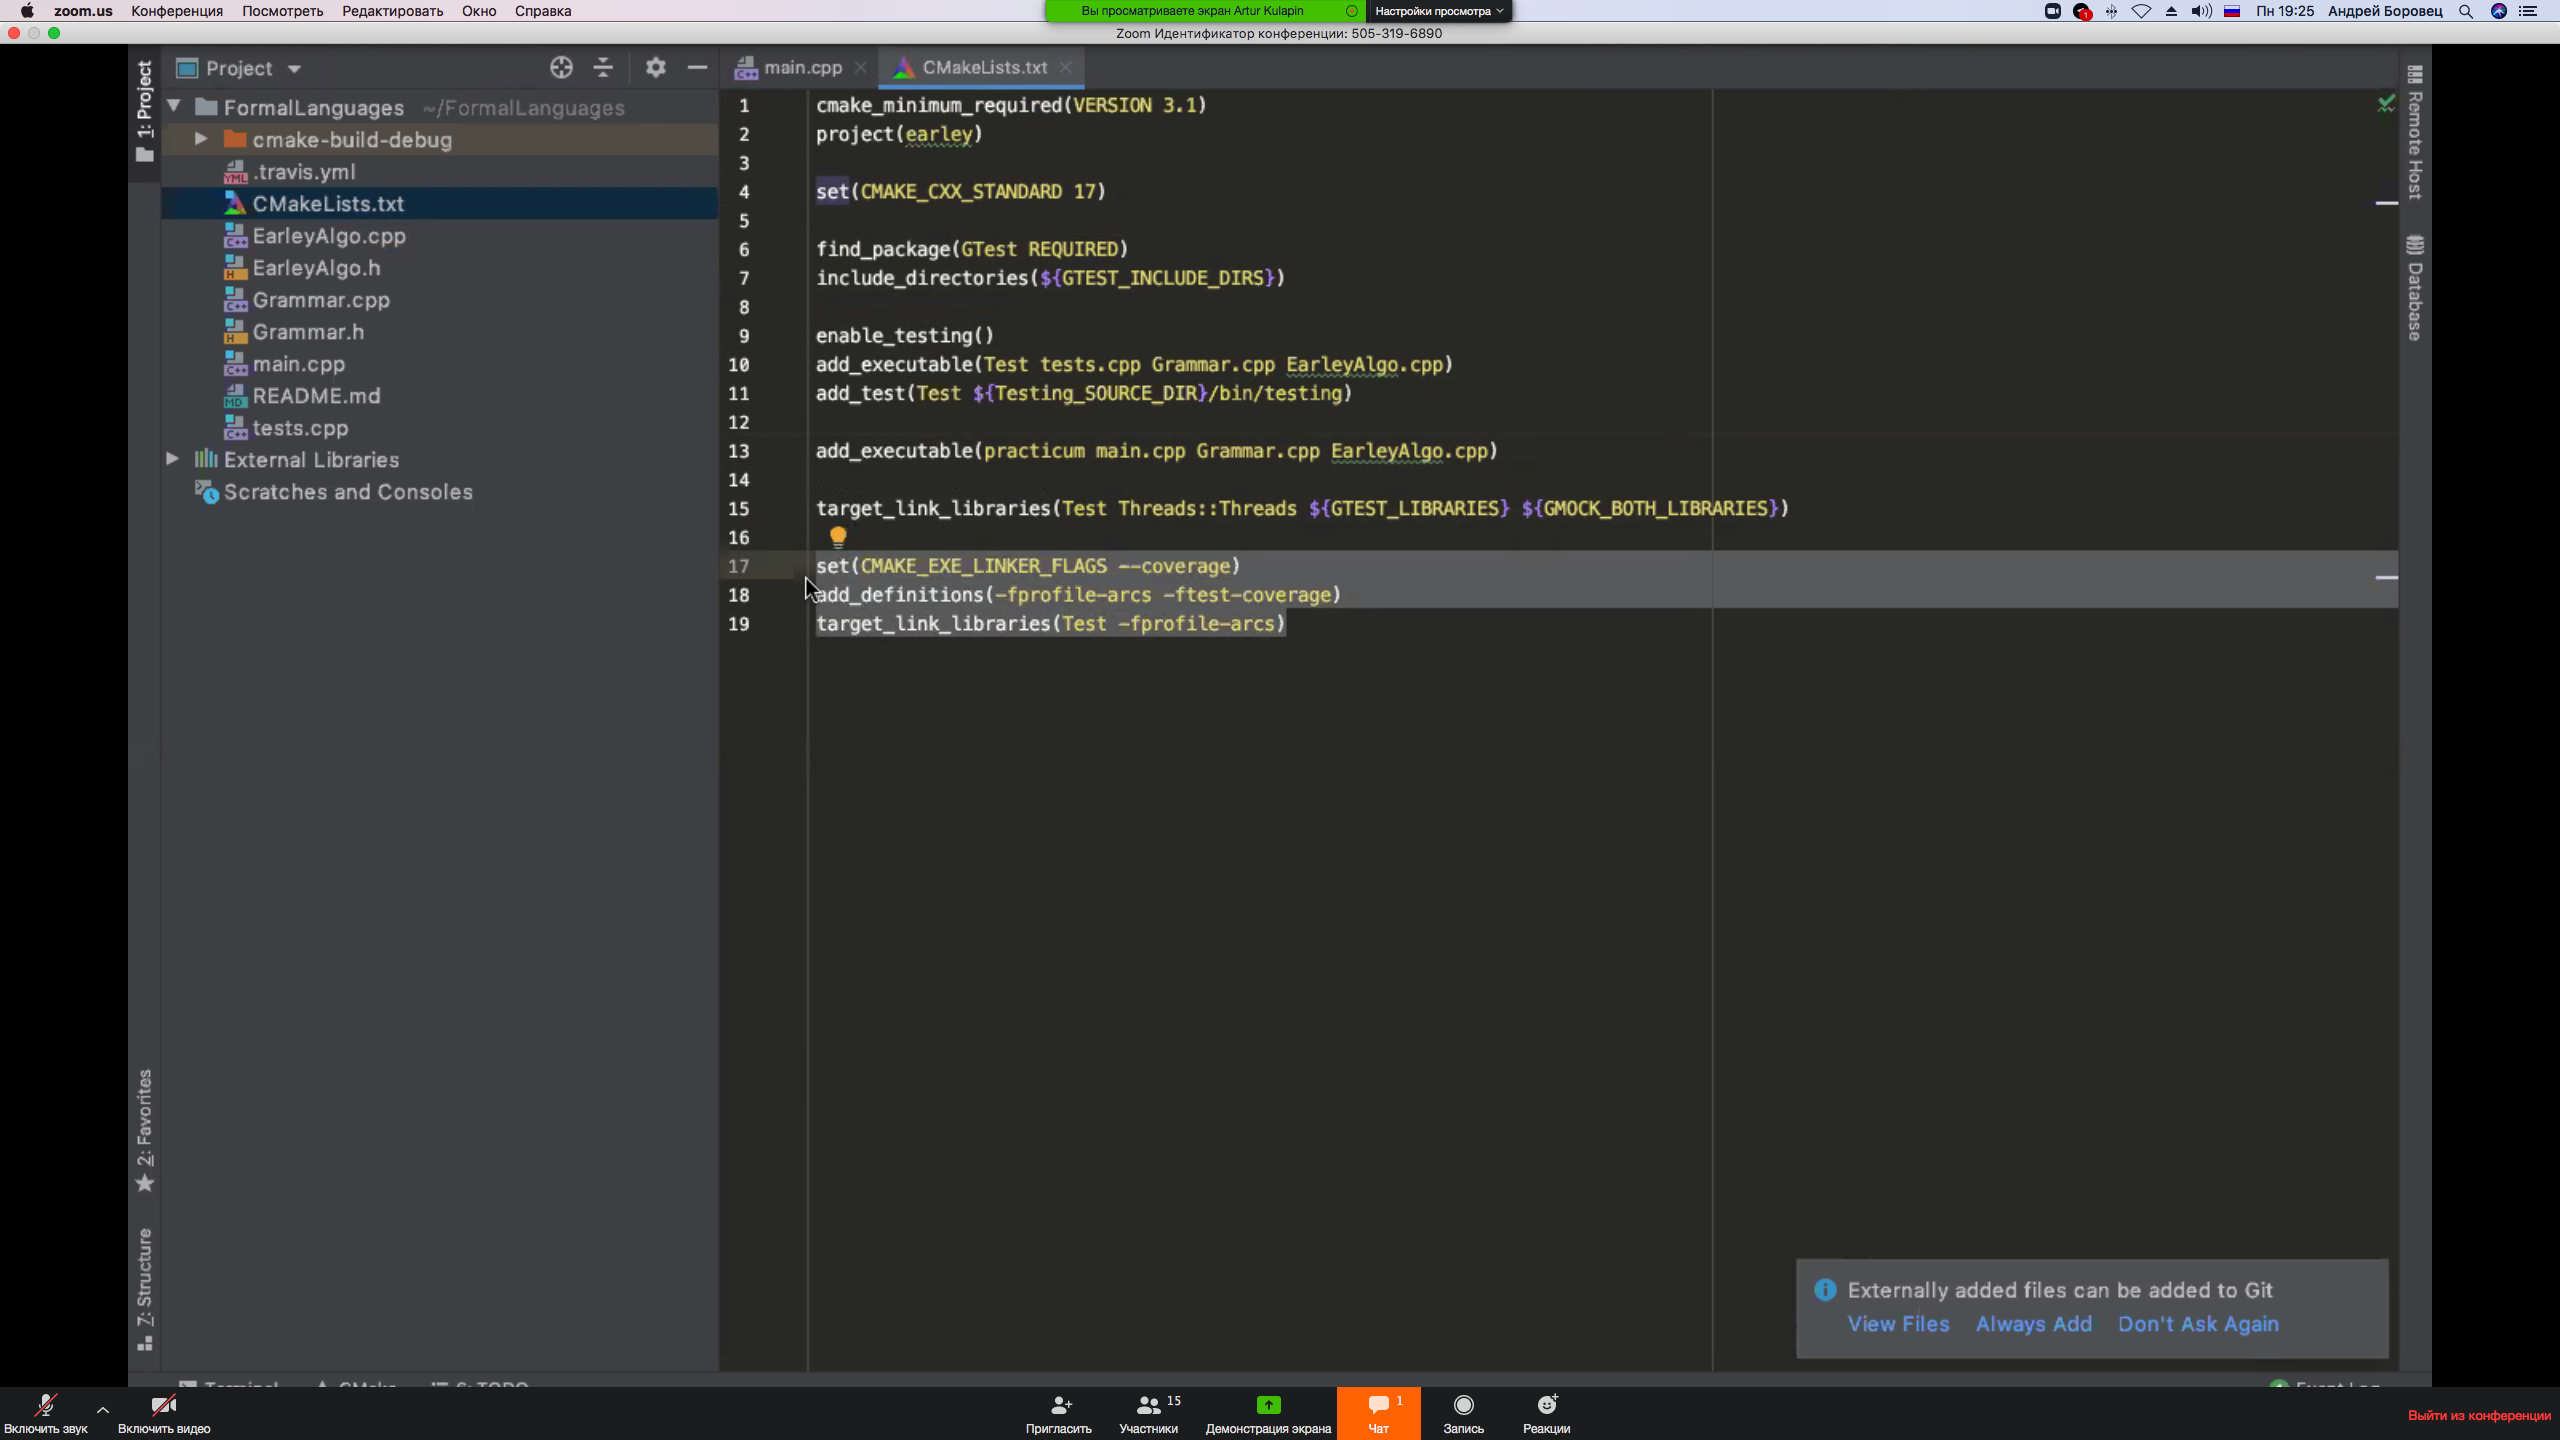 zoom.us Конференция Посмотреть Редактировать Окно Справка
Вы просматриваете экран Artur Kulapin Настройки просмотра
1 Пн 19:25 Андрей Боровец
Zoom Идентификатор конференции: 505-319-6890
1: Project
2: Favorites
7: Structure
Project
FormalLanguages ~/FormalLanguages
cmake-build-debug
.travis.yml
CMakeLists.txt
EarleyAlgo.cpp
EarleyAlgo.h
Grammar.cpp
Grammar.h
main.cpp
README.md
tests.cpp
External Libraries
Scratches and Consoles
main.cpp CMakeLists.txt
1 cmake_minimum_required(VERSION 3.1)
2 project(earley)
3
4 set(CMAKE_CXX_STANDARD 17)
5
6 find_package(GTest REQUIRED)
7 include_directories(${GTEST_INCLUDE_DIRS})
8
9 enable_testing()
10 add_executable(Test tests.cpp Grammar.cpp EarleyAlgo.cpp)
11 add_test(Test ${Testing_SOURCE_DIR}/bin/testing)
12
13 add_executable(practicum main.cpp Grammar.cpp EarleyAlgo.cpp)
14
15 target_link_libraries(Test Threads::Threads ${GTEST_LIBRARIES} ${GMOCK_BOTH_LIBRARIES})
16
17 set(CMAKE_EXE_LINKER_FLAGS --coverage)
18 add_definitions(-fprofile-arcs -ftest-coverage)
19 target_link_libraries(Test -fprofile-arcs)
Remote Host
Database
Externally added files can be added to Git
View Files Always Add Don't Ask Again
Включить звук
Включить видео
Пригласить
15
Участники
Демонстрация экрана
1
Чат
Запись
Реакции
Выйти из конференции